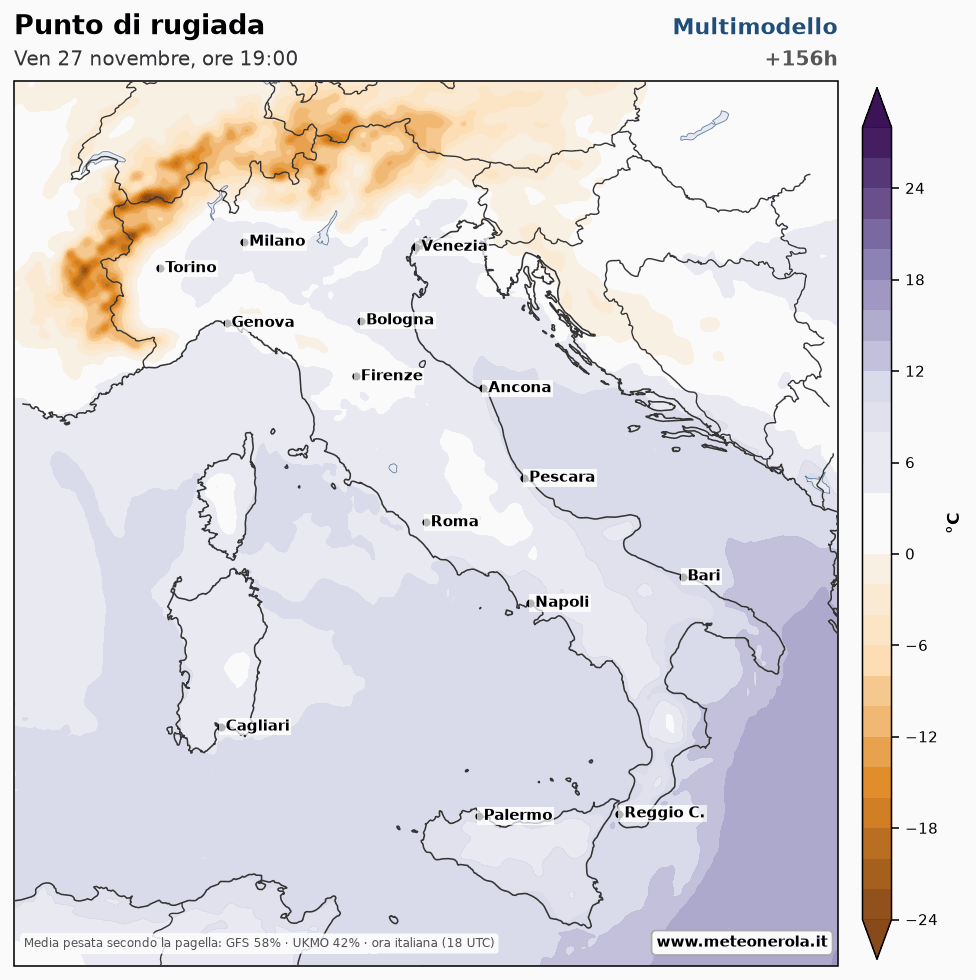 Punto di rugiada
Multimodello
Ven 27 novembre, ore 19:00
+156h
Milano
Venezia
Torino
Genova
Bologna
Firenze
Ancona
Pescara
Roma
Bari
Napoli
Cagliari
Palermo
Reggio C.
24
18
12
6
0
−6
−12
−18
−24
°C
Media pesata secondo la pagella: GFS 58% · UKMO 42% · ora italiana (18 UTC)
www.meteonerola.it